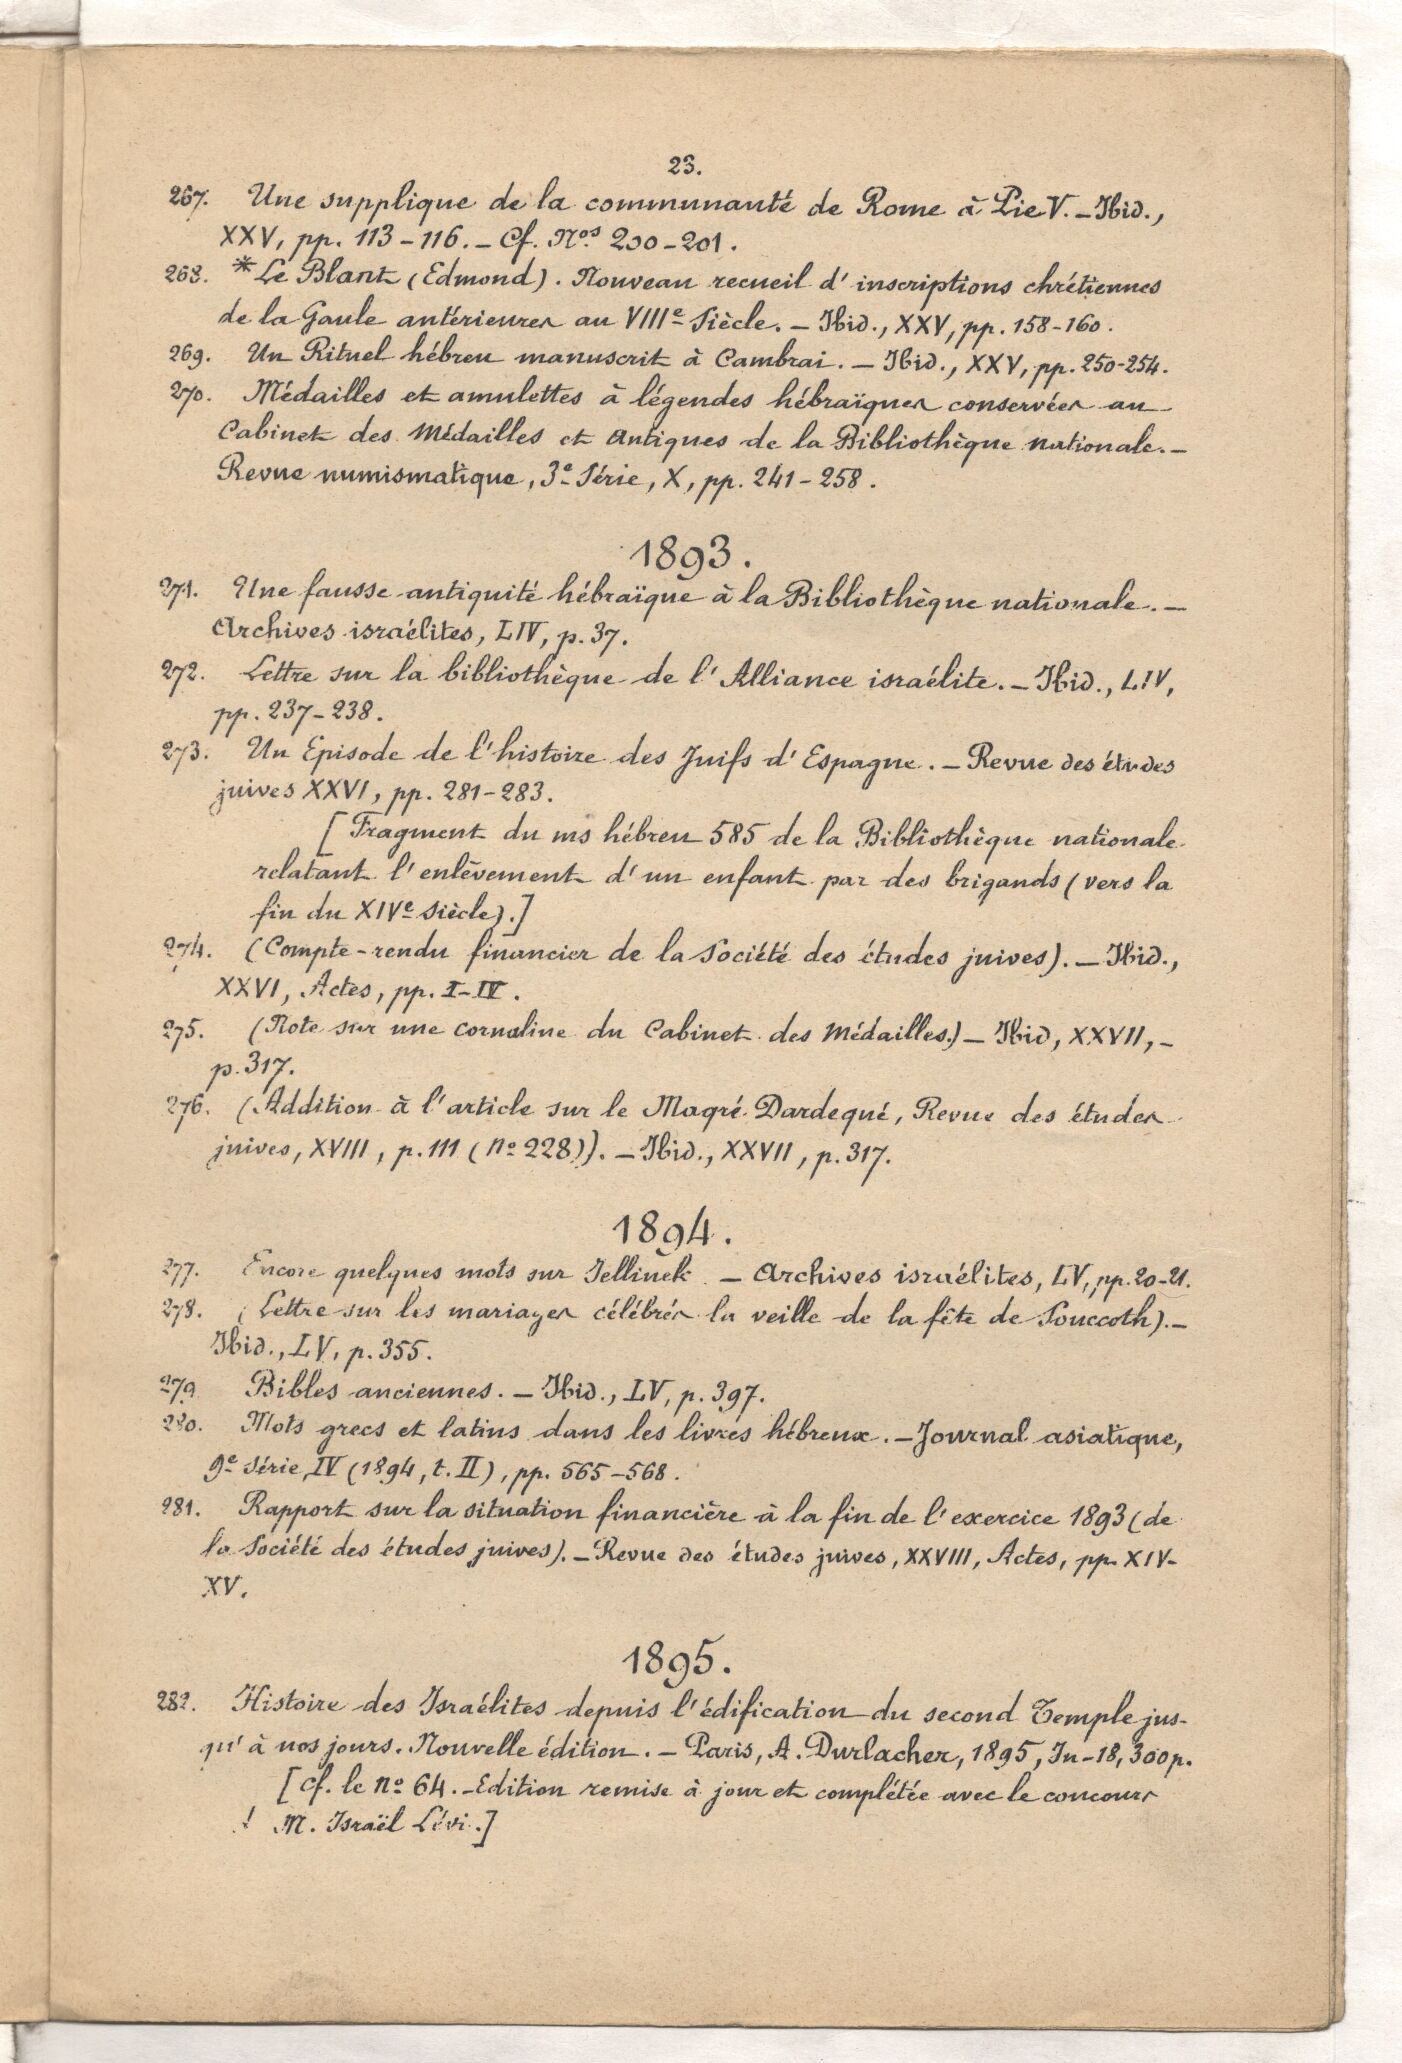 23.
267. Une supplique de la communauté de Rome à Pie V. – Ibid.,
XXV, pp. 113-116. – Cf. Nos 200-201.
268. * Le Blant (Edmond). Nouveau recueil d'inscriptions chrétiennes
de la Gaule antérieures au VIIIe Siècle. – Ibid., XXV, pp. 158-160.
269. Un Rituel hébreu manuscrit à Cambrai. – Ibid., XXV, pp. 250-254.
270. Médailles et amulettes à légendes hébraïques conservées au
Cabinet des Médailles et Antiques de la Bibliothèque nationale. –
Revue numismatique, 3e Série, X, pp. 241-258.
1893.
271. Une fausse antiquité hébraïque à la Bibliothèque nationale. –
Archives israélites, LIV, p. 37.
272. Lettre sur la bibliothèque de l'Alliance israélite. – Ibid., LIV,
pp. 237-238.
273. Un Episode de l'histoire des Juifs d'Espagne. – Revue des études
juives XXVI, pp. 281-283.
[Fragment du ms hébreu 585 de la Bibliothèque nationale
relatant l'enlèvement d'un enfant par des brigands (vers la
fin du XIVe Siècle).]
274. (Compte-rendu financier de la Société des études juives). – Ibid.,
XXVI, Actes, pp. I-IV.
275. (Note sur une cornaline du Cabinet des Médailles.) – Ibid, XXVII, –
p. 317.
276. (Addition à l'article sur le Maqré Dardeqé, Revue des études
juives, XVIII, p. 111 (No 228)). – Ibid., XXVII, p. 317.
1894.
277. Encore quelques mots sur Jellinek – Archives israélites, LV, pp. 20-21.
278. (Lettre sur les mariages célébrés la veille de la fête de Souccoth). –
Ibid., LV, p. 355.
279 Bibles anciennes. – Ibid., LV, p. 397.
280. Mots grecs et latins dans les livres hébreux. – Journal asiatique,
9e Série, IV (1894, t. II), pp. 565-568.
281. Rapport sur la situation financière à la fin de l'exercice 1893 (de
la Société des études juives). – Revue des études juives, XXVIII, Actes, pp. XIV-
XV.
1895.
282. Histoire des Israélites depuis l'édification du second Temple jus-
qu'à nos jours. Nouvelle édition. – Paris, A. Durlacher, 1895, In-18, 300 p.
[Cf. le No 64. – Edition remise à jour et complétée avec le concours
M. Israël Lévi.]